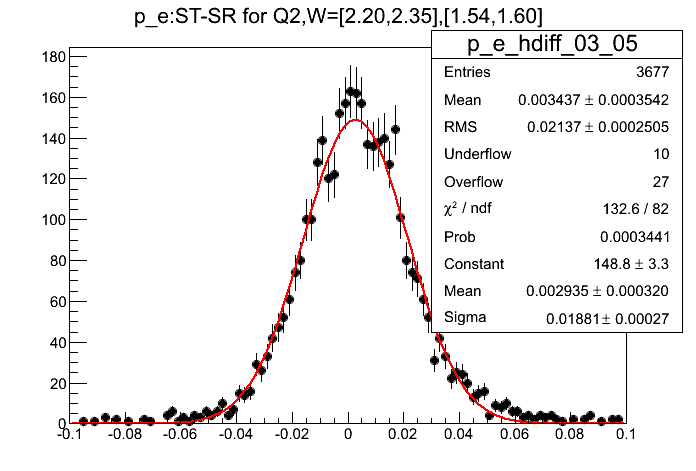 p_e:ST-SR for Q2,W=[2.20,2.35],[1.54,1.60]
p_e_hdiff_03_05
Entries 3677
Mean 0.003437 ± 0.0003542
RMS 0.02137 ± 0.0002505
Underflow 10
Overflow 27
χ² / ndf 132.6 / 82
Prob 0.0003441
Constant 148.8 ± 3.3
Mean 0.002935 ± 0.000320
Sigma 0.01881 ± 0.00027
180
160
140
120
100
80
60
40
20
0
-0.1 -0.08 -0.06 -0.04 -0.02 0 0.02 0.04 0.06 0.08 0.1